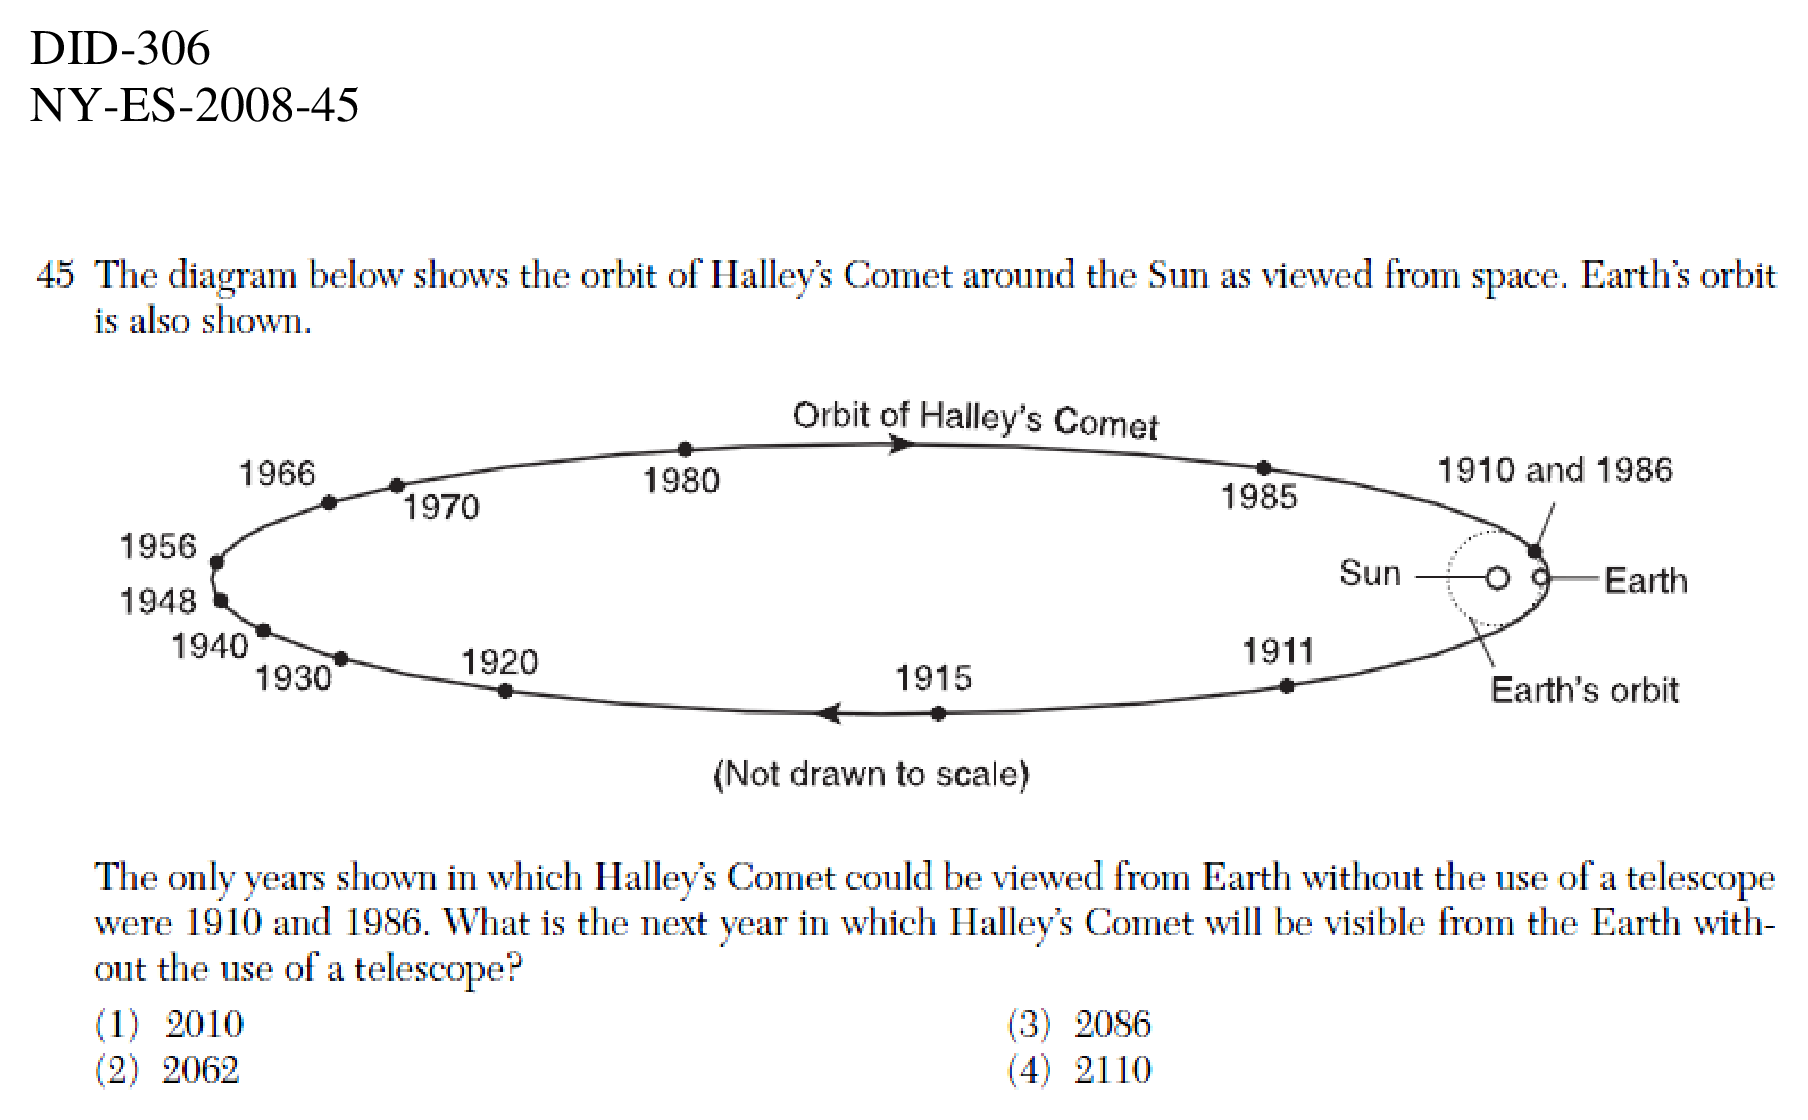 DID-306
NY-ES-2008-45
45 The diagram below shows the orbit of Halley's Comet around the Sun as viewed from space. Earth's orbit
is also shown.
Orbit of Halley's Comet
1966
1970
1980
1985
1910 and 1986
1956
Sun
Earth
1948
1940
1930
1920
1915
1911
Earth's orbit
(Not drawn to scale)
The only years shown in which Halley's Comet could be viewed from Earth without the use of a telescope
were 1910 and 1986. What is the next year in which Halley's Comet will be visible from the Earth with-
out the use of a telescope?
(1) 2010
(2) 2062
(3) 2086
(4) 2110